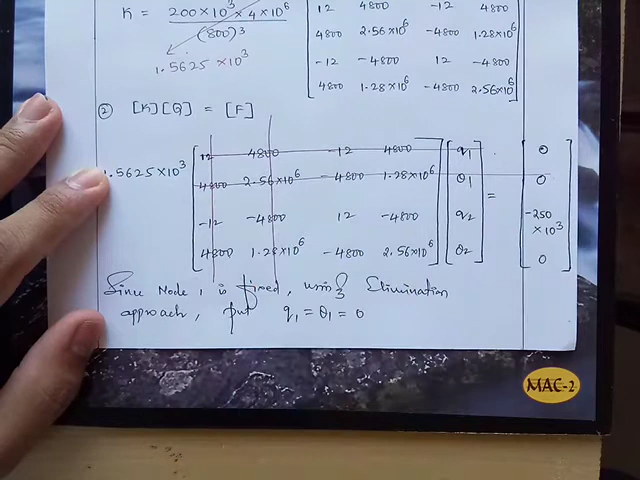 K = 200×10³ × 4×10⁶ / (800)³
1.5625 ×10³
12 4800 -12 4800
4800 2.56×10⁶ -4800 1.28×10⁶
-12 -4800 12 -4800
4800 1.28×10⁶ -4800 2.56×10⁶
② [K][Q] = [F]
1.5625×10³ [ 12 4800 -12 4800 ] [ q₁ ] = [ 0 ]
4800 2.56×10⁶ -4800 1.28×10⁶ θ₁ 0
-12 -4800 12 -4800 q₂ -250 ×10³
4800 1.28×10⁶ -4800 2.56×10⁶ θ₂ 0
Since Node 1 is fixed, using Elimination
approach, put q₁ = θ₁ = 0
MAC-2